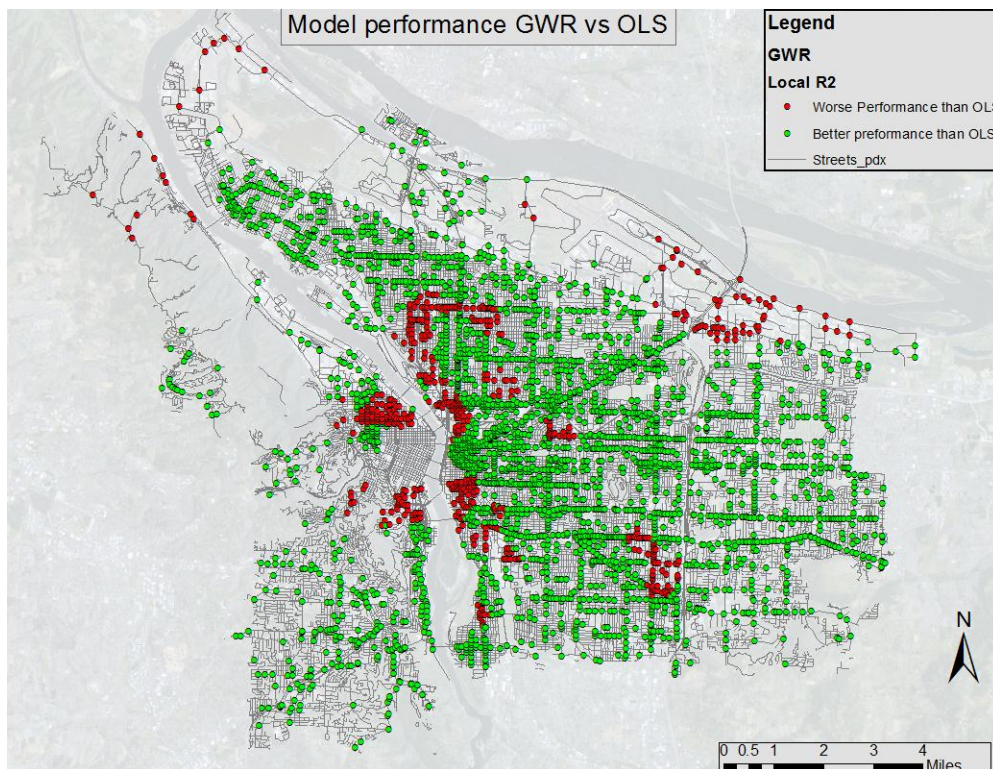 Model performance GWR vs OLS
Legend
GWR
Local R2
Worse Performance than OLS
Better preformance than OLS
Streets_pdx
N
0 0.5 1 2 3 4
Miles